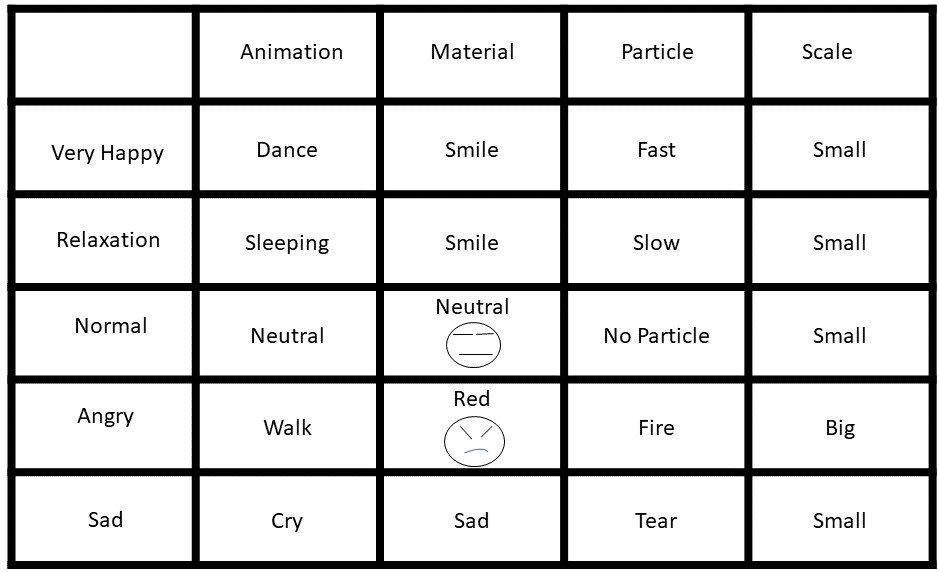 Animation Material Particle Scale
Very Happy Dance Smile Fast Small
Relaxation Sleeping Smile Slow Small
Normal Neutral Neutral No Particle Small
Angry Walk Red Fire Big
Sad Cry Sad Tear Small